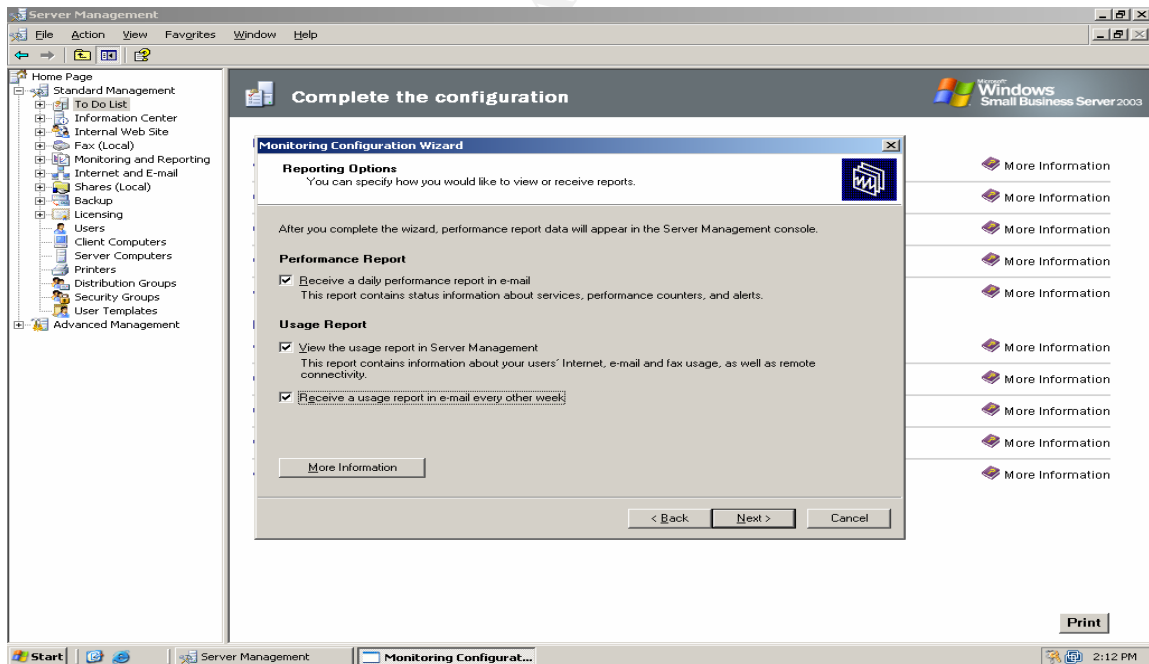 Server Management
File Action View Favorites Window Help
Home Page
Standard Management
To Do List
Information Center
Internal Web Site
Fax (Local)
Monitoring and Reporting
Internet and E-mail
Shares (Local)
Backup
Licensing
Users
Client Computers
Server Computers
Printers
Distribution Groups
Security Groups
User Templates
Advanced Management
Complete the configuration
Microsoft
Windows
Small Business Server 2003
Monitoring Configuration Wizard
Reporting Options
You can specify how you would like to view or receive reports.
After you complete the wizard, performance report data will appear in the Server Management console.
Performance Report
Receive a daily performance report in e-mail
This report contains status information about services, performance counters, and alerts.
Usage Report
View the usage report in Server Management
This report contains information about your users' Internet, e-mail and fax usage, as well as remote
connectivity.
Receive a usage report in e-mail every other week
More Information
< Back Next > Cancel
More Information
More Information
More Information
More Information
More Information
More Information
More Information
More Information
More Information
More Information
Print
Start Server Management Monitoring Configurat... 2:12 PM